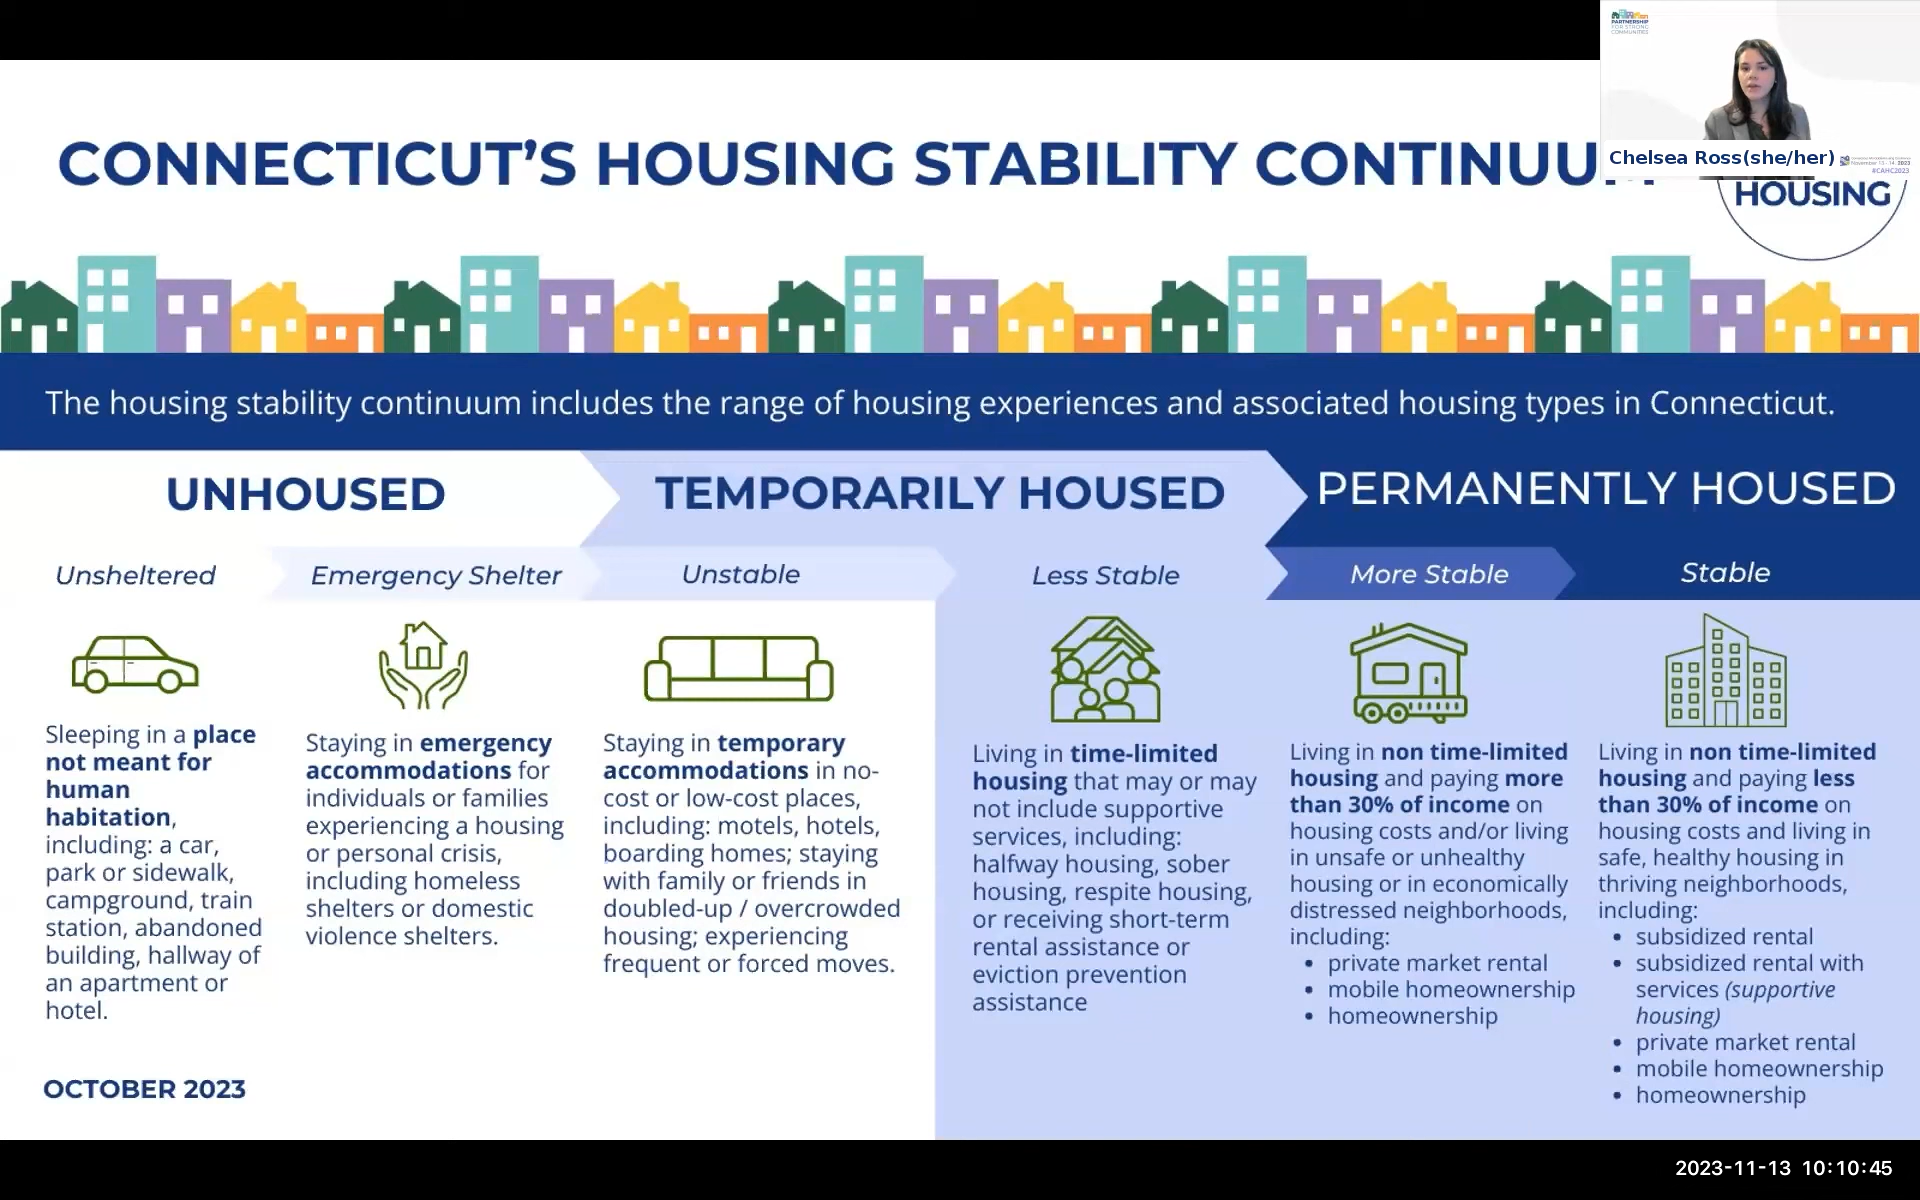 PARTNERSHIP
FOR STRONG
COMMUNITIES
Chelsea Ross(she/her)
November 13 - 14, 2023
#CAHC2023
CONNECTICUT'S HOUSING STABILITY CONTINUUM
HOUSING
The housing stability continuum includes the range of housing experiences and associated housing types in Connecticut.
UNHOUSED
TEMPORARILY HOUSED
PERMANENTLY HOUSED
Unsheltered
Emergency Shelter
Unstable
Less Stable
More Stable
Stable
Sleeping in a place
not meant for
human
habitation,
including: a car,
park or sidewalk,
campground, train
station, abandoned
building, hallway of
an apartment or
hotel.
Staying in emergency
accommodations for
individuals or families
experiencing a housing
or personal crisis,
including homeless
shelters or domestic
violence shelters.
Staying in temporary
accommodations in no-
cost or low-cost places,
including: motels, hotels,
boarding homes; staying
with family or friends in
doubled-up / overcrowded
housing; experiencing
frequent or forced moves.
Living in time-limited
housing that may or may
not include supportive
services, including:
halfway housing, sober
housing, respite housing,
or receiving short-term
rental assistance or
eviction prevention
assistance
Living in non time-limited
housing and paying more
than 30% of income on
housing costs and/or living
in unsafe or unhealthy
housing or in economically
distressed neighborhoods,
including:
• private market rental
• mobile homeownership
• homeownership
Living in non time-limited
housing and paying less
than 30% of income on
housing costs and living in
safe, healthy housing in
thriving neighborhoods,
including:
• subsidized rental
• subsidized rental with
services (supportive
housing)
• private market rental
• mobile homeownership
• homeownership
OCTOBER 2023
2023-11-13 10:10:45